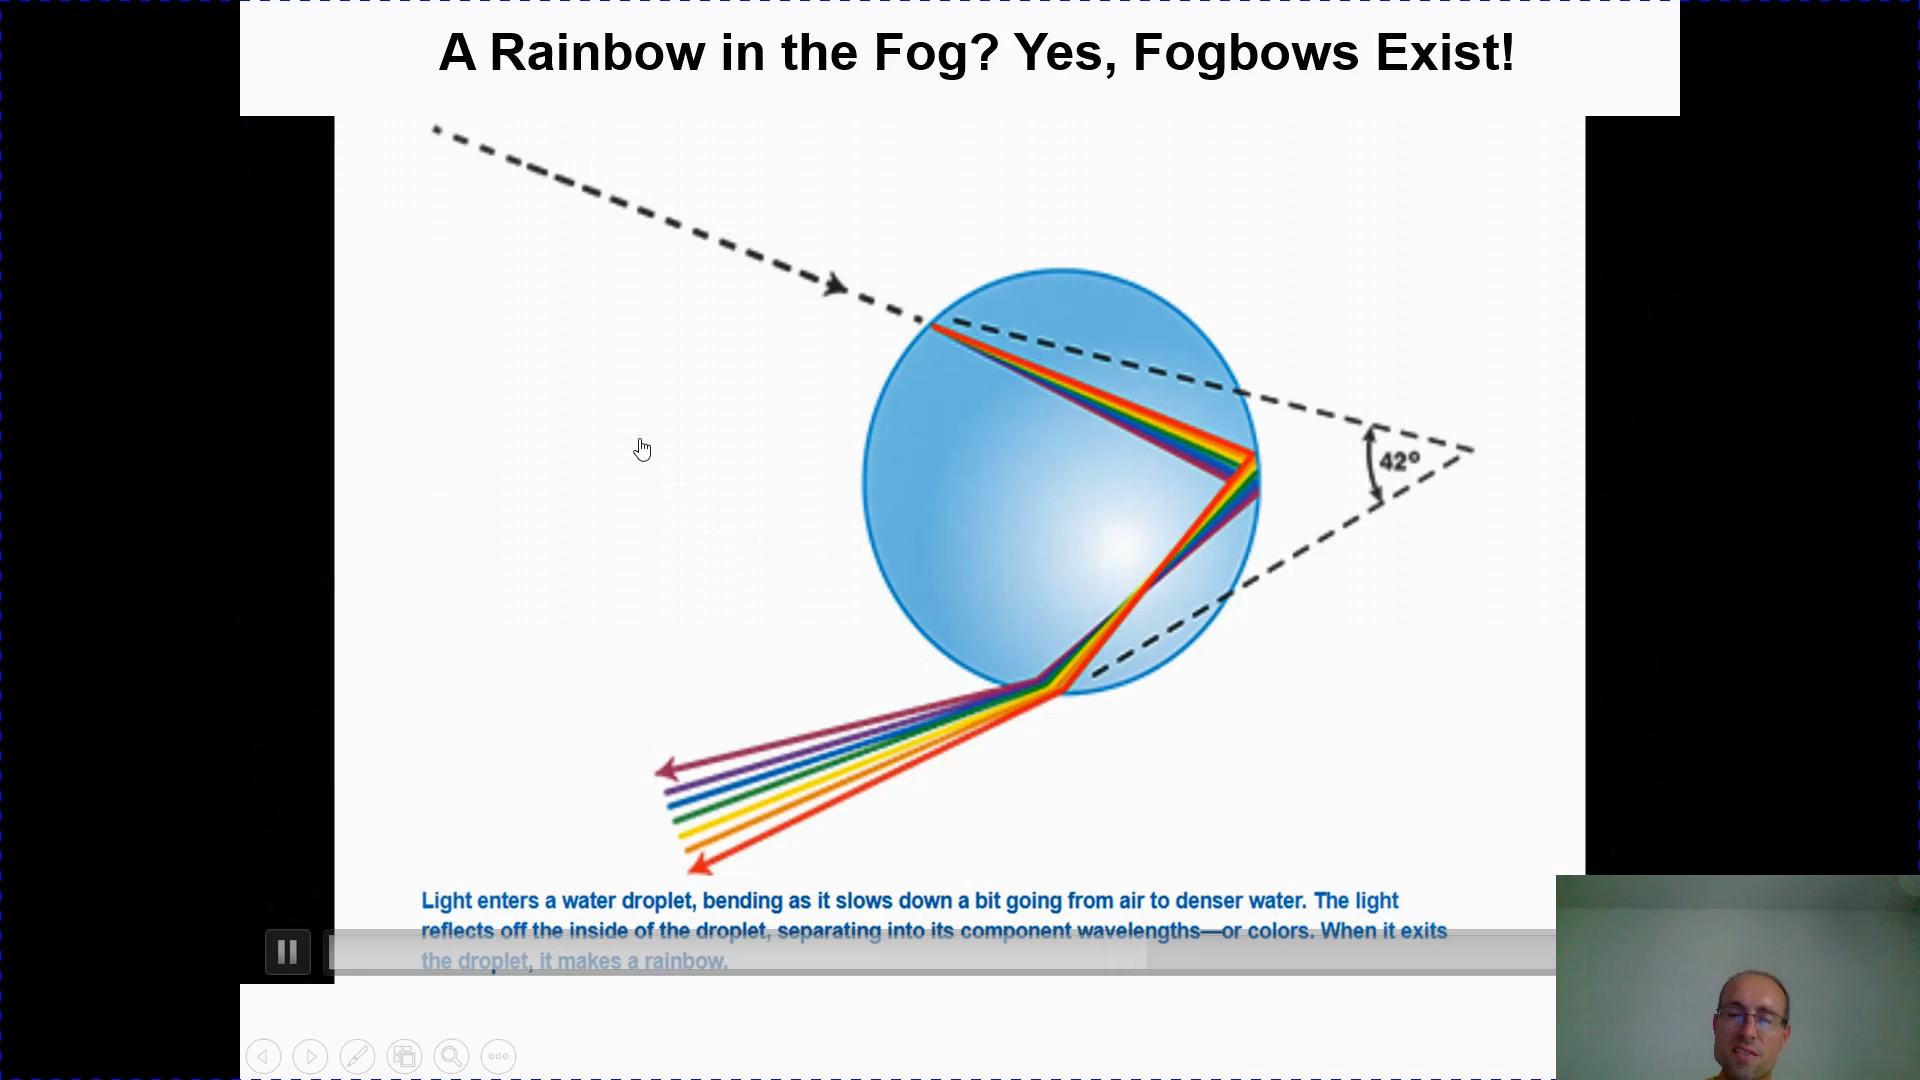 A Rainbow in the Fog? Yes, Fogbows Exist!
42º
Light enters a water droplet, bending as it slows down a bit going from air to denser water. The light
reflects off the inside of the droplet, separating into its component wavelengths—or colors. When it exits
the droplet, it makes a rainbow.